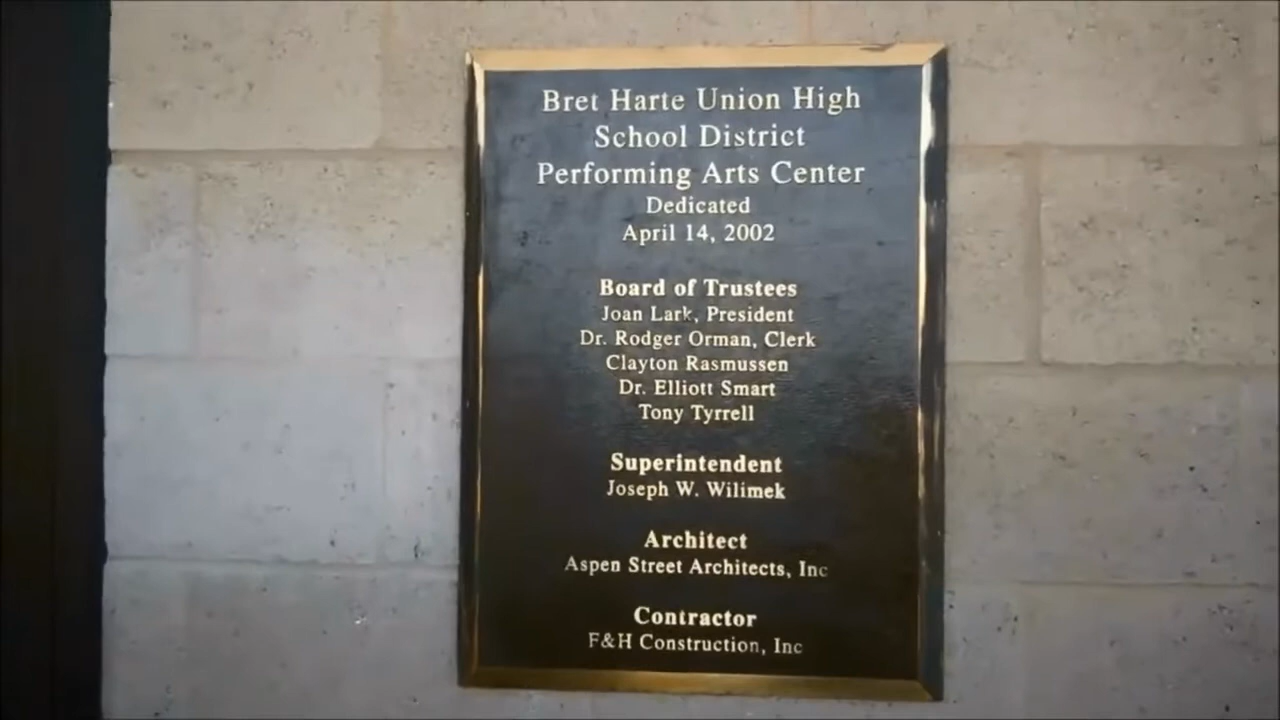 Bret Harte Union High
School District
Performing Arts Center
Dedicated
April 14, 2002
Board of Trustees
Joan Lark, President
Dr. Rodger Orman, Clerk
Clayton Rasmussen
Dr. Elliott Smart
Tony Tyrrell
Superintendent
Joseph W. Wilimek
Architect
Aspen Street Architects, Inc
Contractor
F&H Construction, Inc